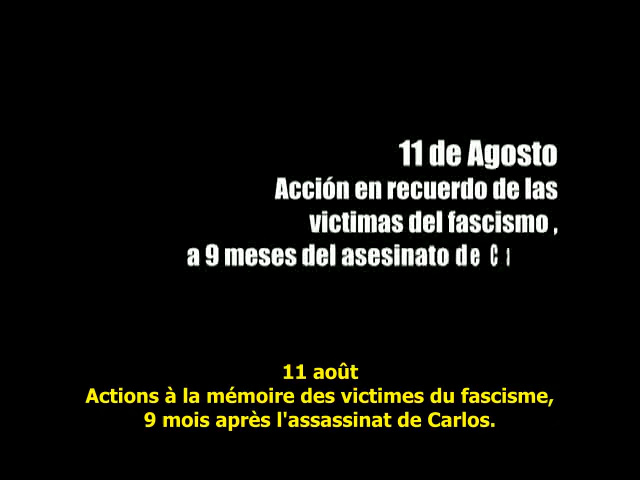 11 de Agosto
Acción en recuerdo de las
victimas del fascismo ,
a 9 meses del asesinato de Ca
11 août
Actions à la mémoire des victimes du fascisme,
9 mois après l'assassinat de Carlos.